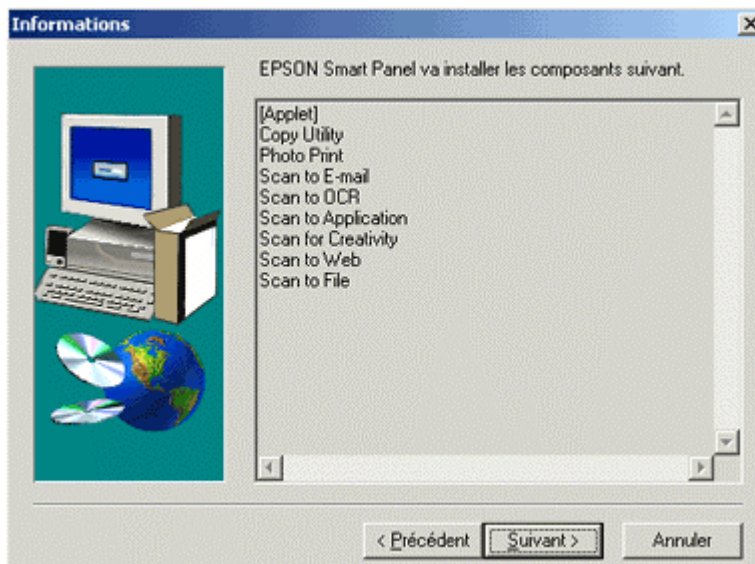 Informations
EPSON Smart Panel va installer les composants suivant.
[Applet]
Copy Utility
Photo Print
Scan to E-mail
Scan to OCR
Scan to Application
Scan for Creativity
Scan to Web
Scan to File
< Précédent
Suivant >
Annuler